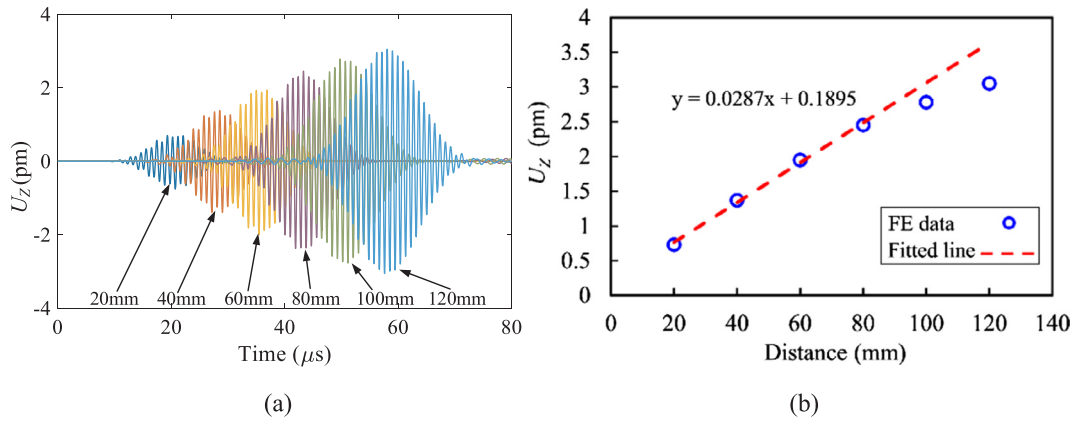 (a)
4
2
0
-2
-4
U_Z (pm)
20mm
40mm
60mm
80mm
100mm
120mm
0
20
40
60
80
Time (μs)
(a)
(b)
4
3.5
3
2.5
2
1.5
1
0.5
0
U_Z (pm)
y = 0.0287x + 0.1895
FE data
Fitted line
0
20
40
60
80
100
120
140
Distance (mm)
(b)